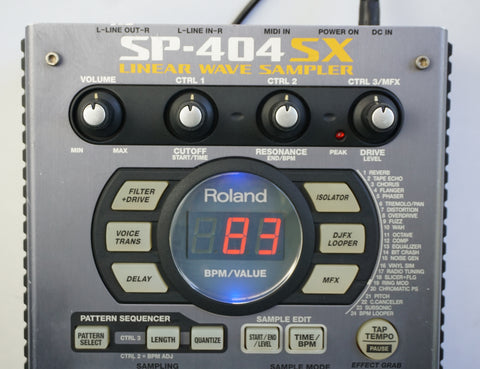 L-LINE OUT-R L-LINE IN-R MIDI IN POWER ON DC IN
SP-404SX
LINEAR WAVE SAMPLER
VOLUME CTRL 1 CTRL 2 CTRL 3/MFX
MIN MAX CUTOFF RESONANCE PEAK DRIVE
START/TIME END/BPM LEVEL
FILTER
+DRIVE
VOICE
TRANS
DELAY
Roland
83
BPM/VALUE
ISOLATOR
DJFX
LOOPER
MFX
1 REVERB
2 TAPE ECHO
3 CHORUS
4 FLANGER
5 PHASER
6 TREMOLO/PAN
7 DISTORTION
8 OVERDRIVE
9 FUZZ
10 WAH
11 OCTAVE
12 COMP
13 EQUALIZER
14 BIT CRASH
15 NOISE GEN
16 VINYL SIM
17 RADIO TUNING
18 SLICER+FLG
19 RING MOD
20 CHROMATIC PS
21 PITCH
22 C.CANCELER
23 SUBSONIC
24 BPM LOOPER
PATTERN SEQUENCER
PATTERN
SELECT
CTRL 3
LENGTH
QUANTIZE
CTRL 2 = BPM ADJ
SAMPLING
SAMPLE EDIT
START/END
/LEVEL
TIME/
BPM
SAMPLE MODE
TAP
TEMPO
PAUSE
EFFECT GRAB